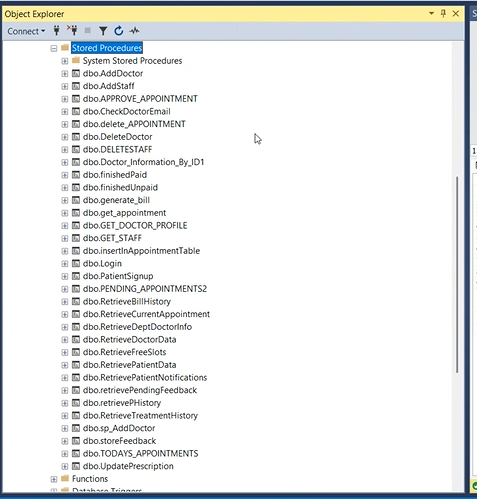 Object Explorer
Connect
Stored Procedures
System Stored Procedures
dbo.AddDoctor
dbo.AddStaff
dbo.APPROVE_APPOINTMENT
dbo.CheckDoctorEmail
dbo.delete_APPOINTMENT
dbo.DeleteDoctor
dbo.DELETESTAFF
dbo.Doctor_Information_By_ID1
dbo.finishedPaid
dbo.finishedUnpaid
dbo.generate_bill
dbo.get_appointment
dbo.GET_DOCTOR_PROFILE
dbo.GET_STAFF
dbo.insertInAppointmentTable
dbo.Login
dbo.PatientSignup
dbo.PENDING_APPOINTMENTS2
dbo.RetrieveBillHistory
dbo.RetrieveCurrentAppointment
dbo.RetrieveDeptDoctorInfo
dbo.RetrieveDoctorData
dbo.RetrieveFreeSlots
dbo.RetrievePatientData
dbo.RetrievePatientNotifications
dbo.retrievePendingFeedback
dbo.retrievePHistory
dbo.RetrieveTreatmentHistory
dbo.sp_AddDoctor
dbo.storeFeedback
dbo.TODAYS_APPOINTMENTS
dbo.UpdatePrescription
Functions
Database Triggers